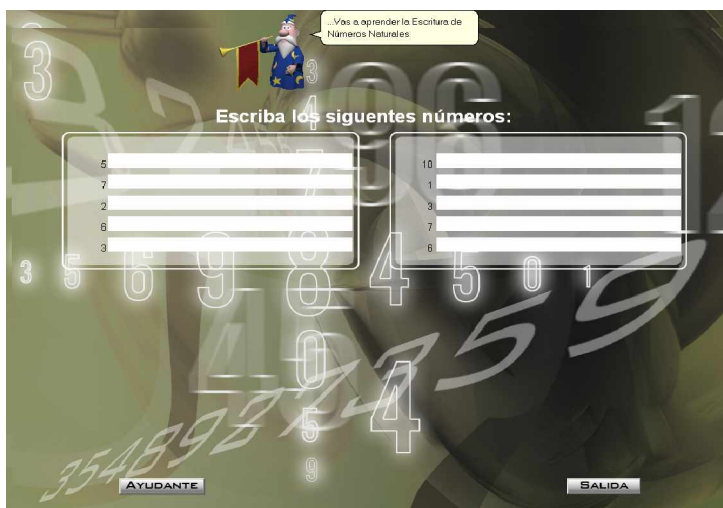 ...Vas a aprender la Escritura de
Números Naturales
Escriba los siguentes números:
5
7
2
6
3
10
1
3
7
6
AYUDANTE
SALIDA